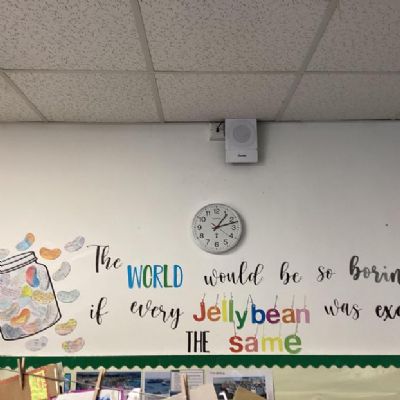 The WORLD would be so borin
if every Jellybean was exa
THE same